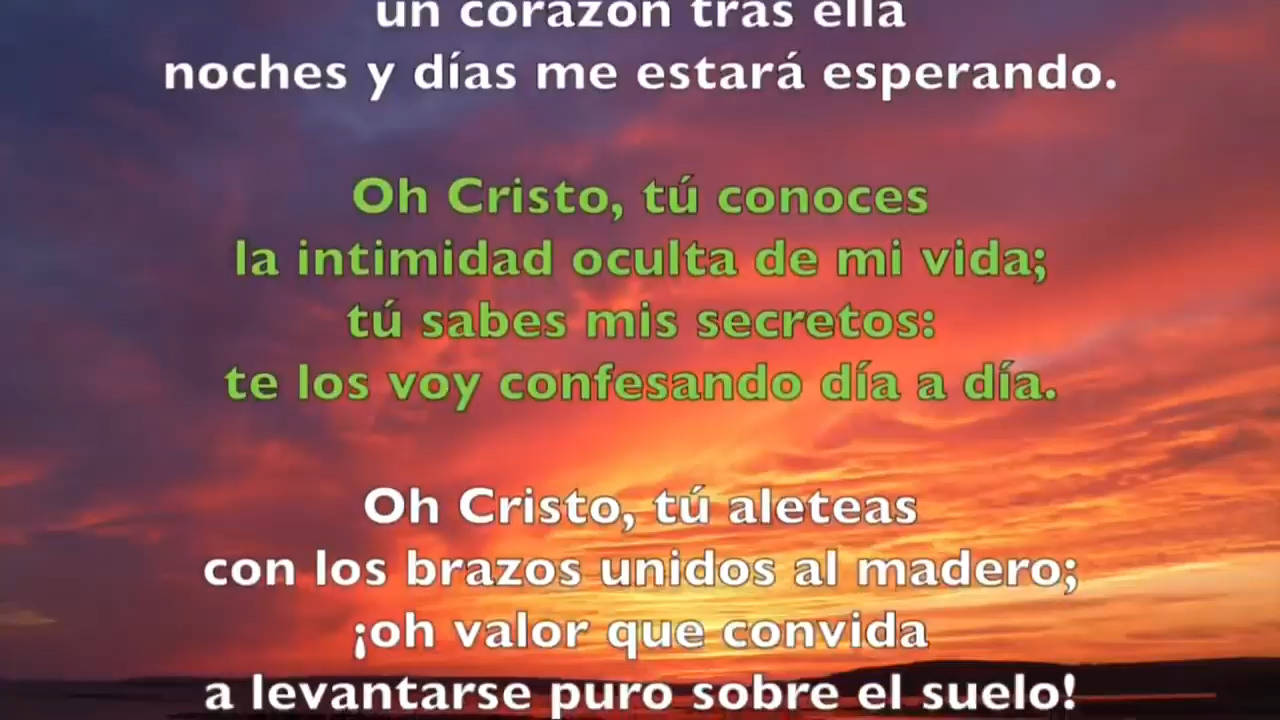 un corazón tras ella
noches y días me estará esperando.
Oh Cristo, tú conoces
la intimidad oculta de mi vida;
tú sabes mis secretos:
te los voy confesando día a día.
Oh Cristo, tú aleteas
con los brazos unidos al madero;
¡oh valor que convida
a levantarse puro sobre el suelo!